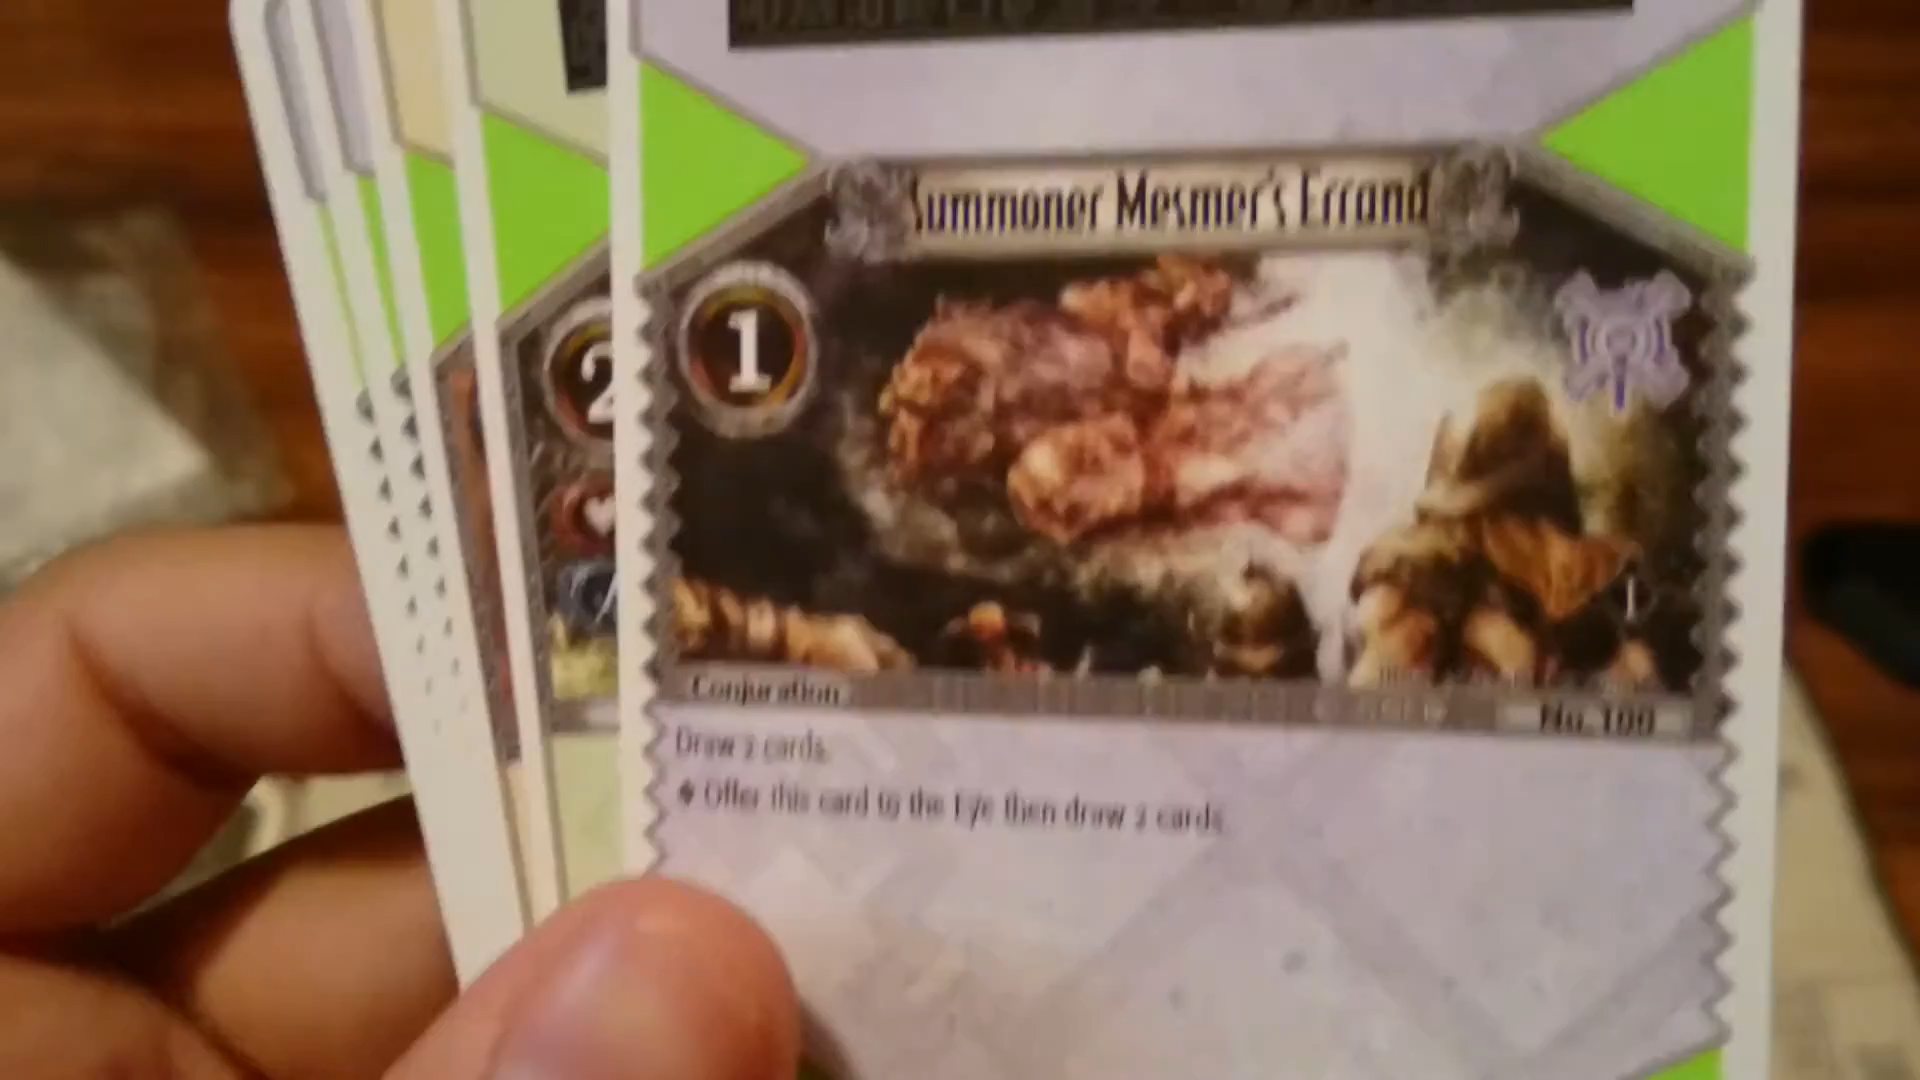 Summoner Mesmer's Errand
1
2
Conjuration
No. 100
Draw 2 cards.
Offer this card to the Eye then draw 2 cards.